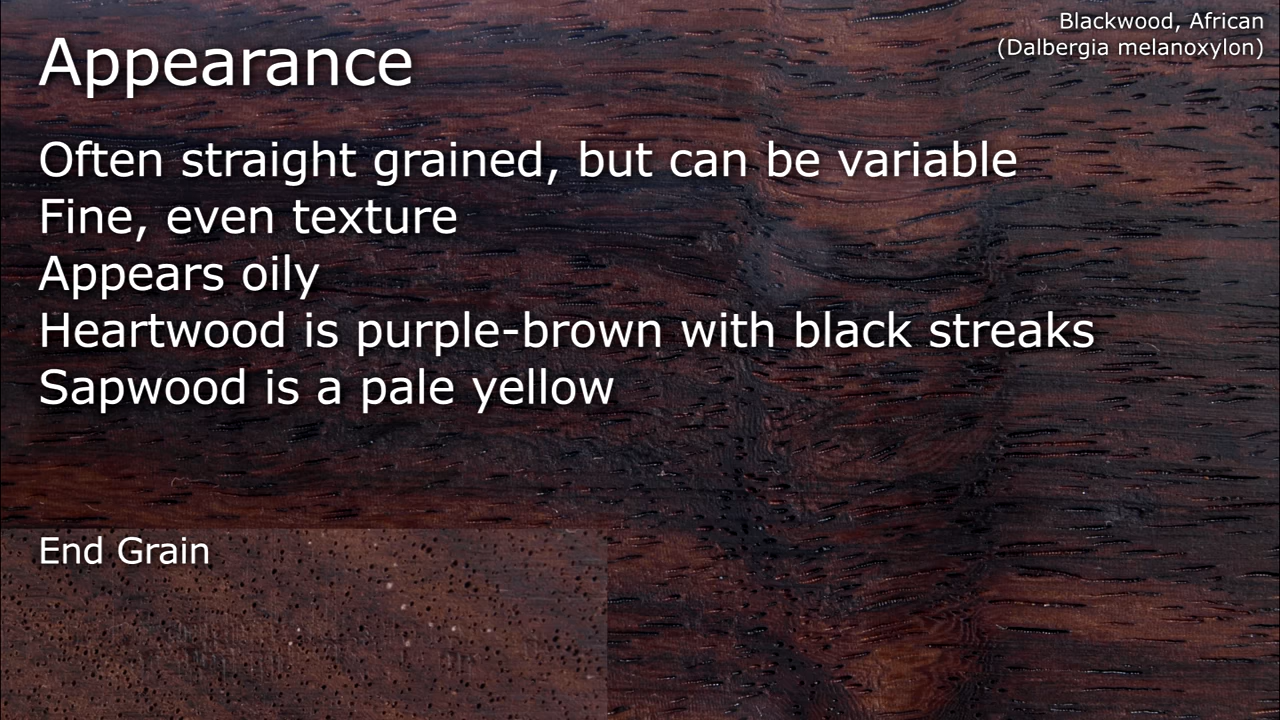 Blackwood, African
(Dalbergia melanoxylon)
Appearance
Often straight grained, but can be variable
Fine, even texture
Appears oily
Heartwood is purple-brown with black streaks
Sapwood is a pale yellow
End Grain